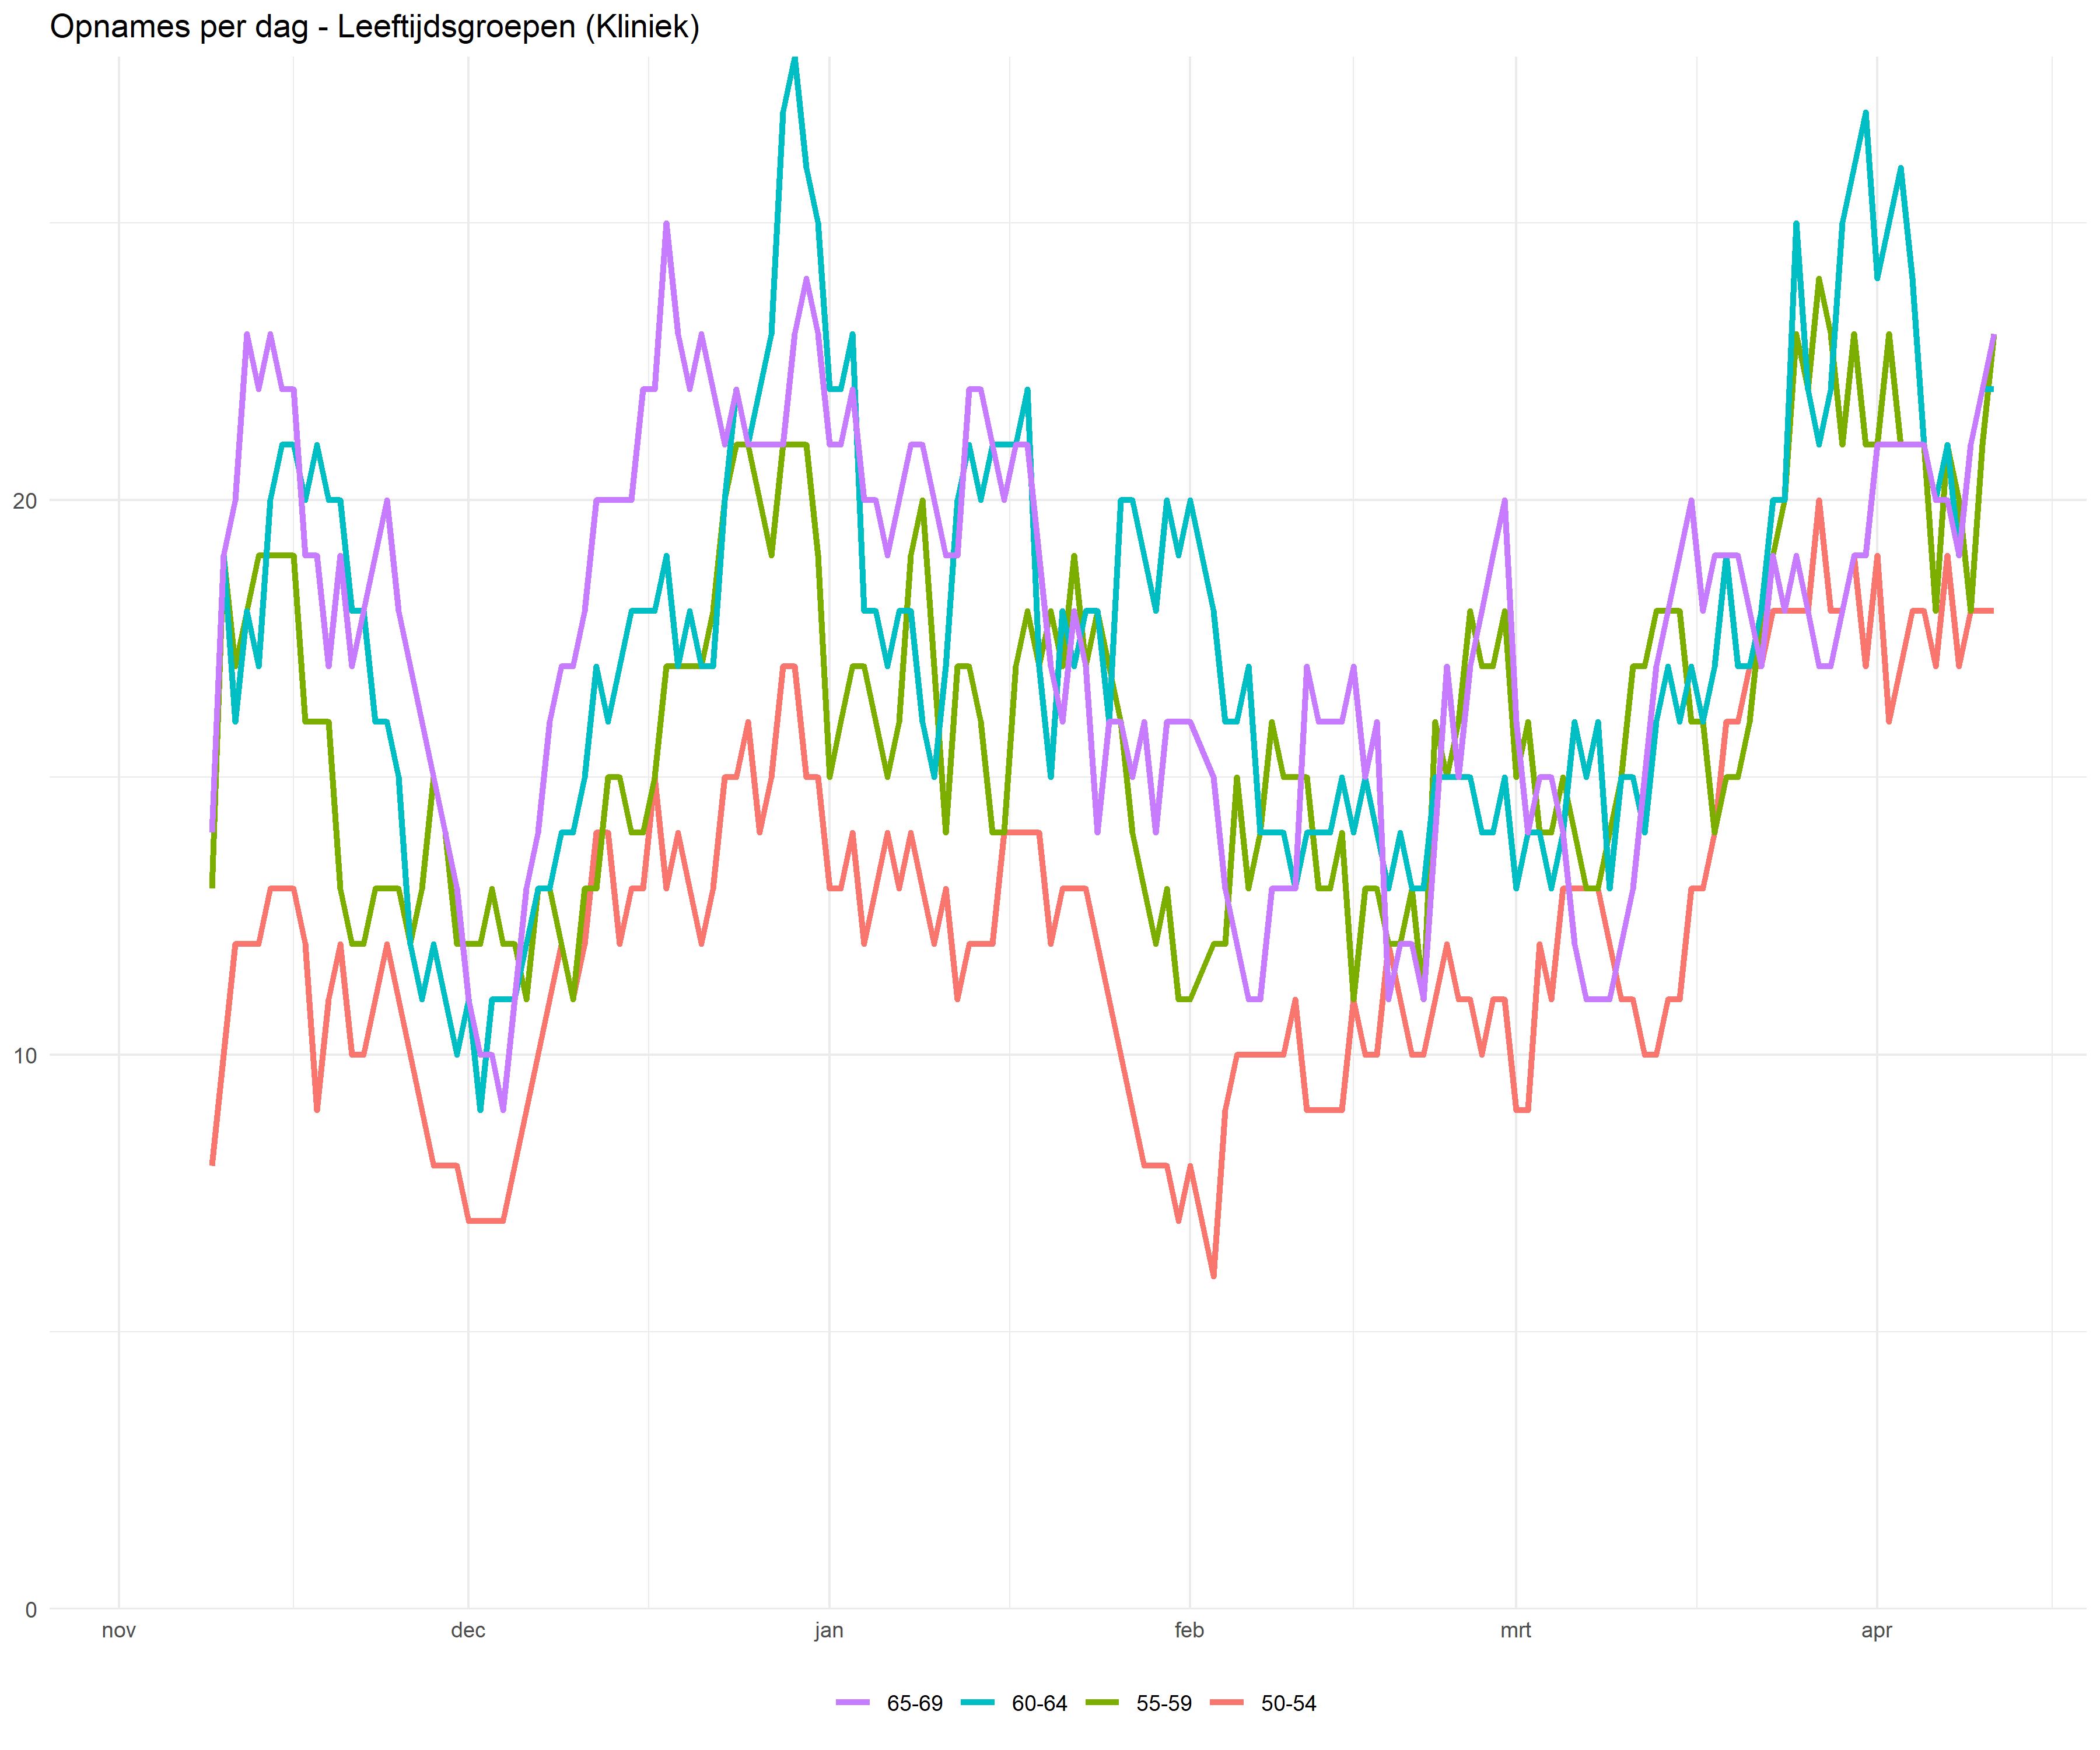 Opnames per dag - Leeftijdsgroepen (Kliniek)
20
10
0
nov dec jan feb mrt apr
65-69 60-64 55-59 50-54